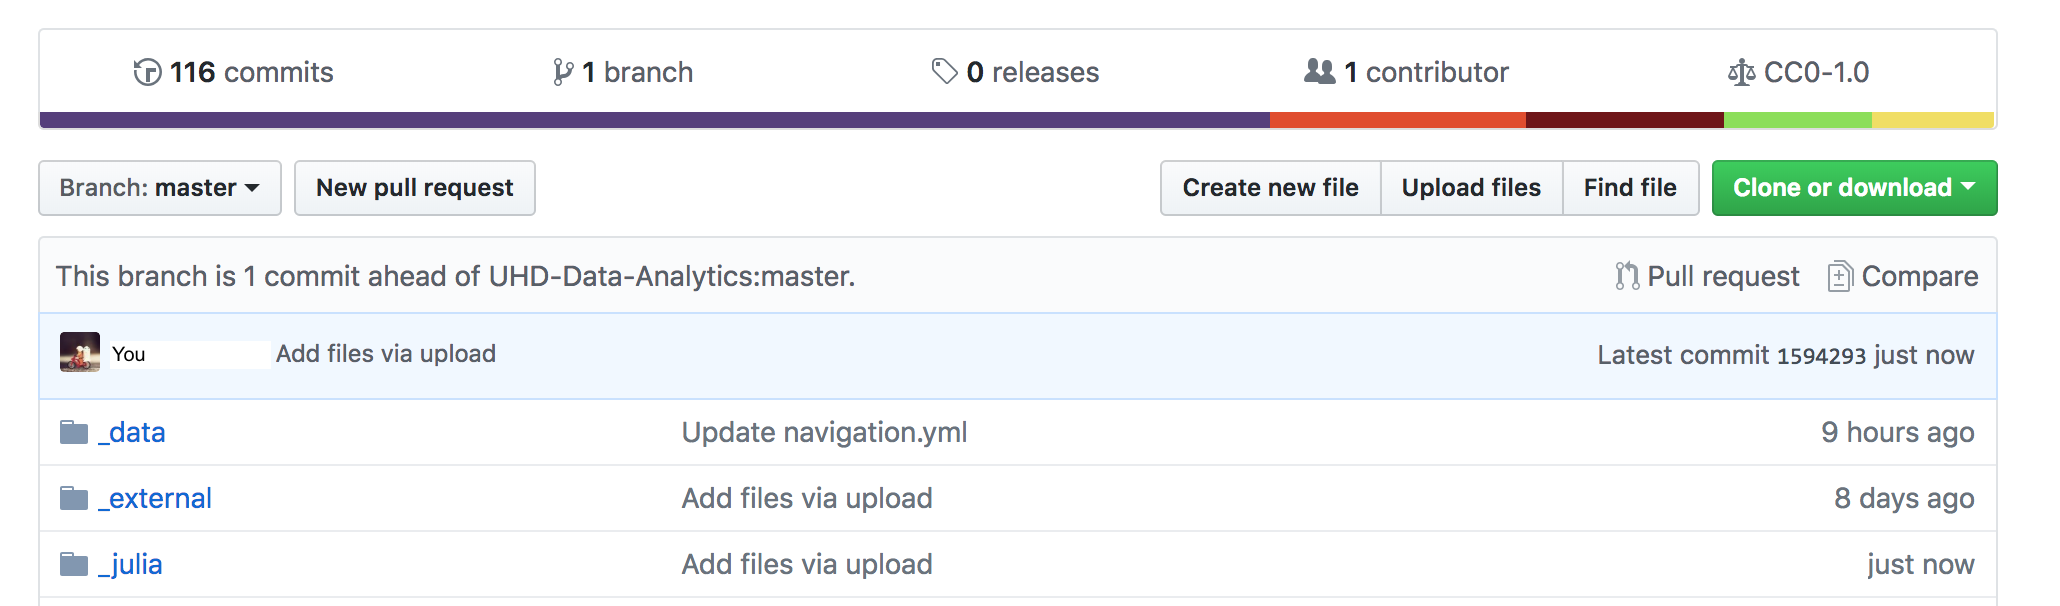 116 commits 1 branch 0 releases 1 contributor CC0-1.0
Branch: master New pull request Create new file Upload files Find file Clone or download
This branch is 1 commit ahead of UHD-Data-Analytics:master. Pull request Compare
You Add files via upload Latest commit 1594293 just now
_data Update navigation.yml 9 hours ago
_external Add files via upload 8 days ago
_julia Add files via upload just now